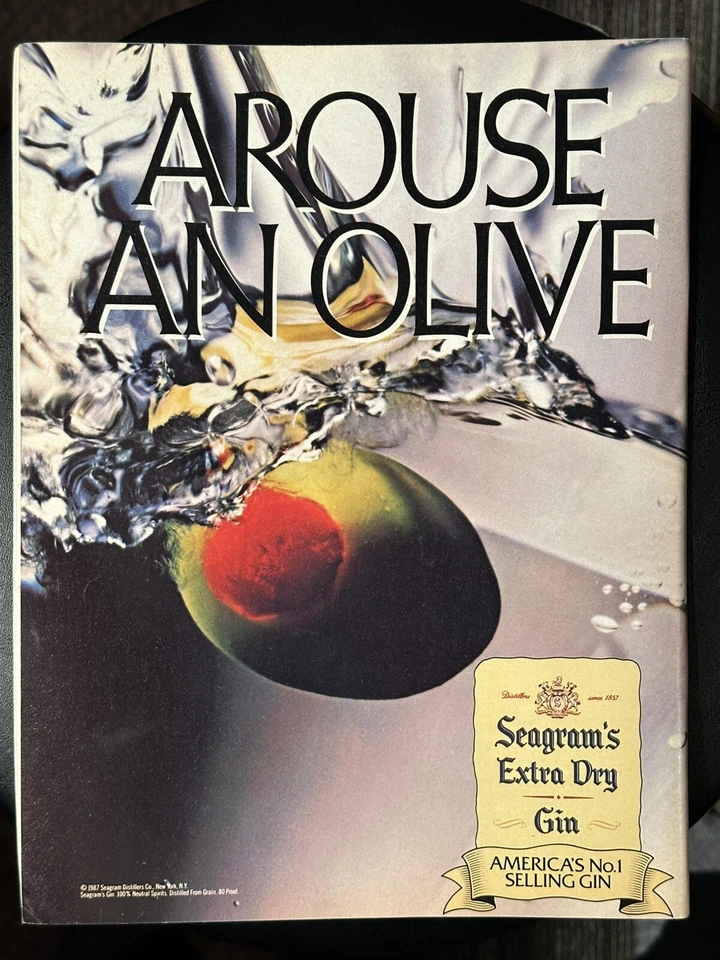 AROUSE
AN OLIVE
Distillers since 1857
Seagram's
Extra Dry
Gin
AMERICA'S No.1
SELLING GIN
© 1987 Seagram Distillers Co., New York, N.Y.
Seagram's Gin 100% Neutral Spirits. Distilled From Grain. 80 Proof.